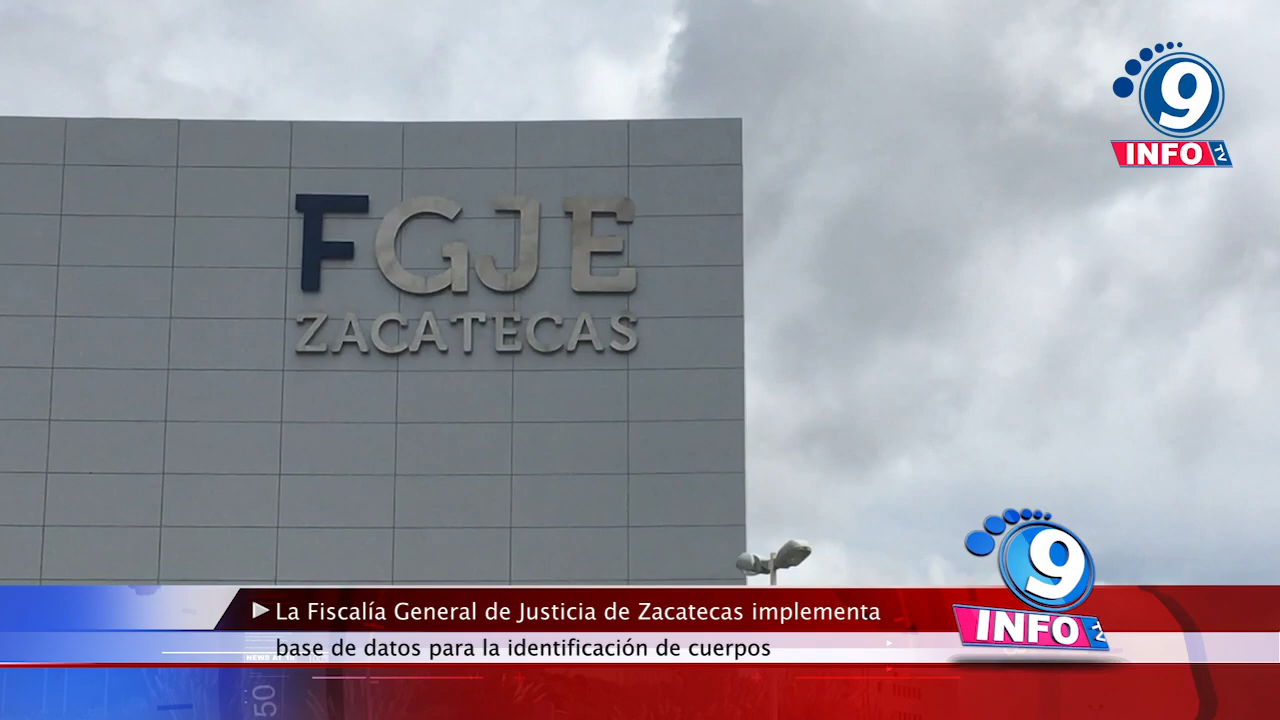 9
INFO
TV
FGJE
ZACATECAS
9
INFO
TV
La Fiscalía General de Justicia de Zacatecas implementa
base de datos para la identificación de cuerpos
50